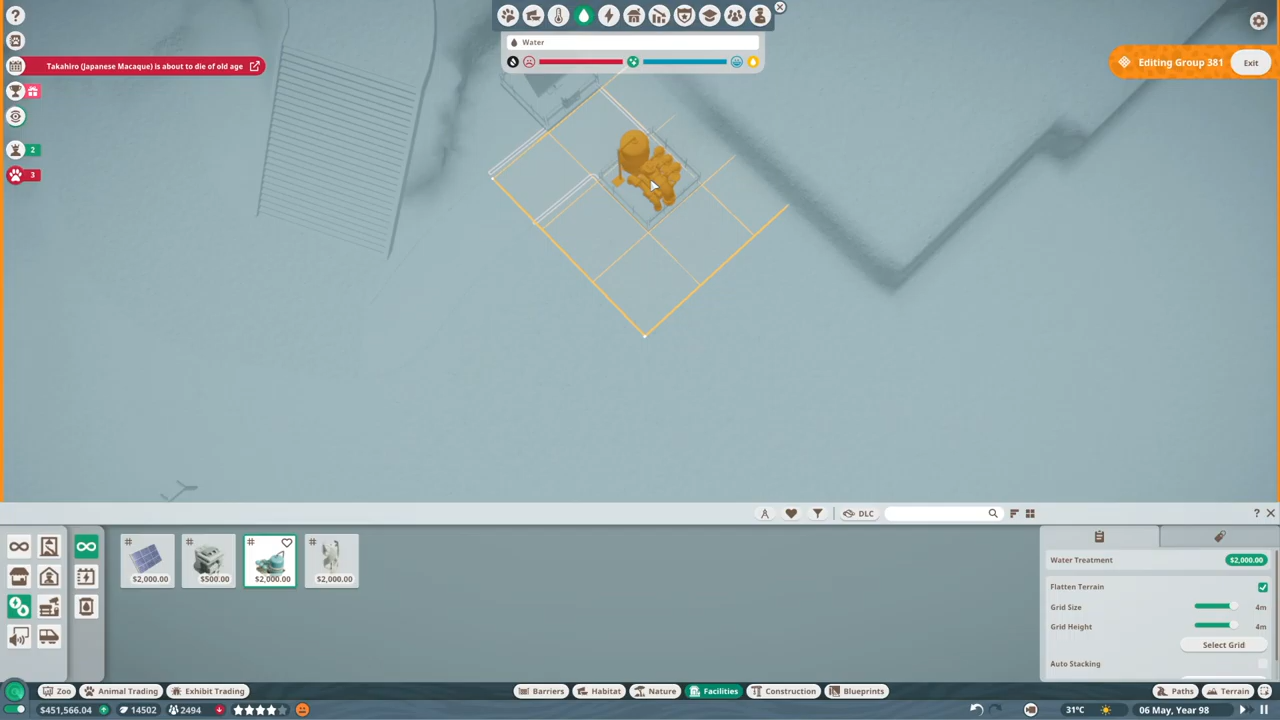 Water
Takahiro (Japanese Macaque) is about to die of old age
Editing Group 381
Exit
2
3
DLC
$2,000.00
$500.00
$2,000.00
$2,000.00
Water Treatment
$2,000.00
Flatten Terrain
Grid Size
4m
Grid Height
4m
Select Grid
Auto Stacking
Zoo
Animal Trading
Exhibit Trading
Barriers
Habitat
Nature
Facilities
Construction
Blueprints
Paths
Terrain
$451,566.04
14502
2494
31°C
06 May, Year 98